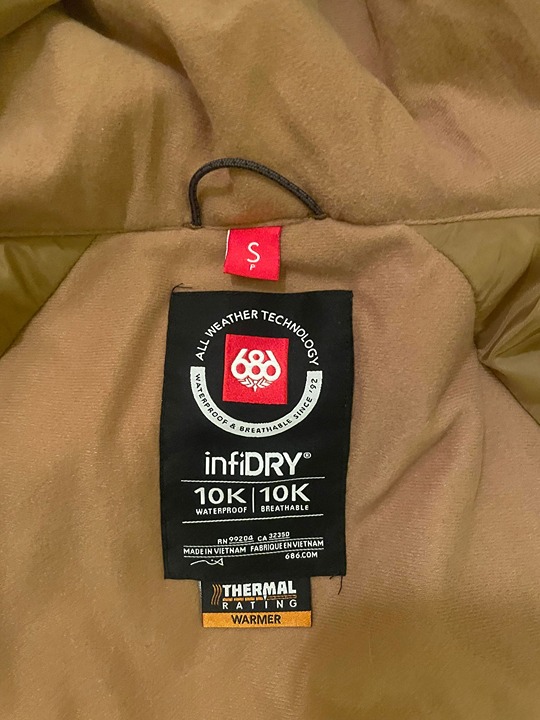 S
P
ALL WEATHER TECHNOLOGY
686
WATERPROOF & BREATHABLE SINCE '92
infiDRY®
10K | 10K
WATERPROOF BREATHABLE
RN 99204 CA 32350
MADE IN VIETNAM FABRIQUE EN VIETNAM
686.COM
THERMAL
RATING
WARMER